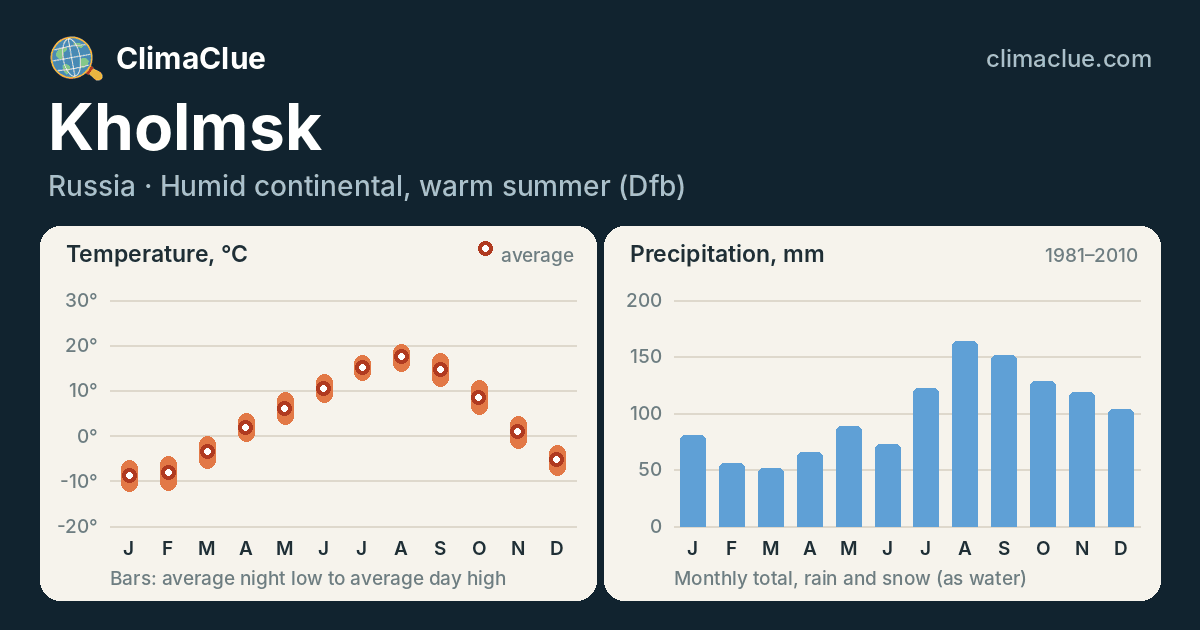 ClimaClue
climaclue.com
Kholmsk
Russia · Humid continental, warm summer (Dfb)
Temperature, °C
average
30°
20°
10°
0°
-10°
-20°
J F M A M J J A S O N D
Bars: average night low to average day high
Precipitation, mm
1981–2010
200
150
100
50
0
J F M A M J J A S O N D
Monthly total, rain and snow (as water)